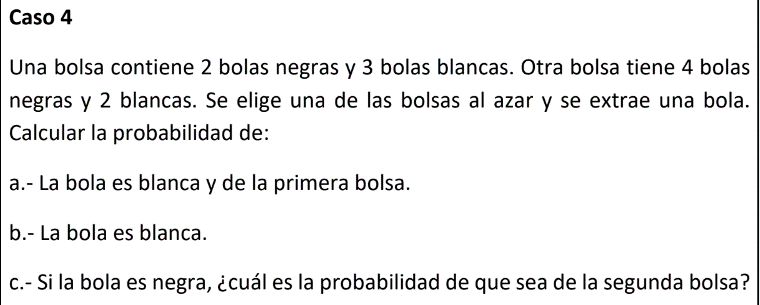 Caso 4
Una bolsa contiene 2 bolas negras y 3 bolas blancas. Otra bolsa tiene 4 bolas
negras y 2 blancas. Se elige una de las bolsas al azar y se extrae una bola.
Calcular la probabilidad de:
a.- La bola es blanca y de la primera bolsa.
b.- La bola es blanca.
c.- Si la bola es negra, ¿cuál es la probabilidad de que sea de la segunda bolsa?